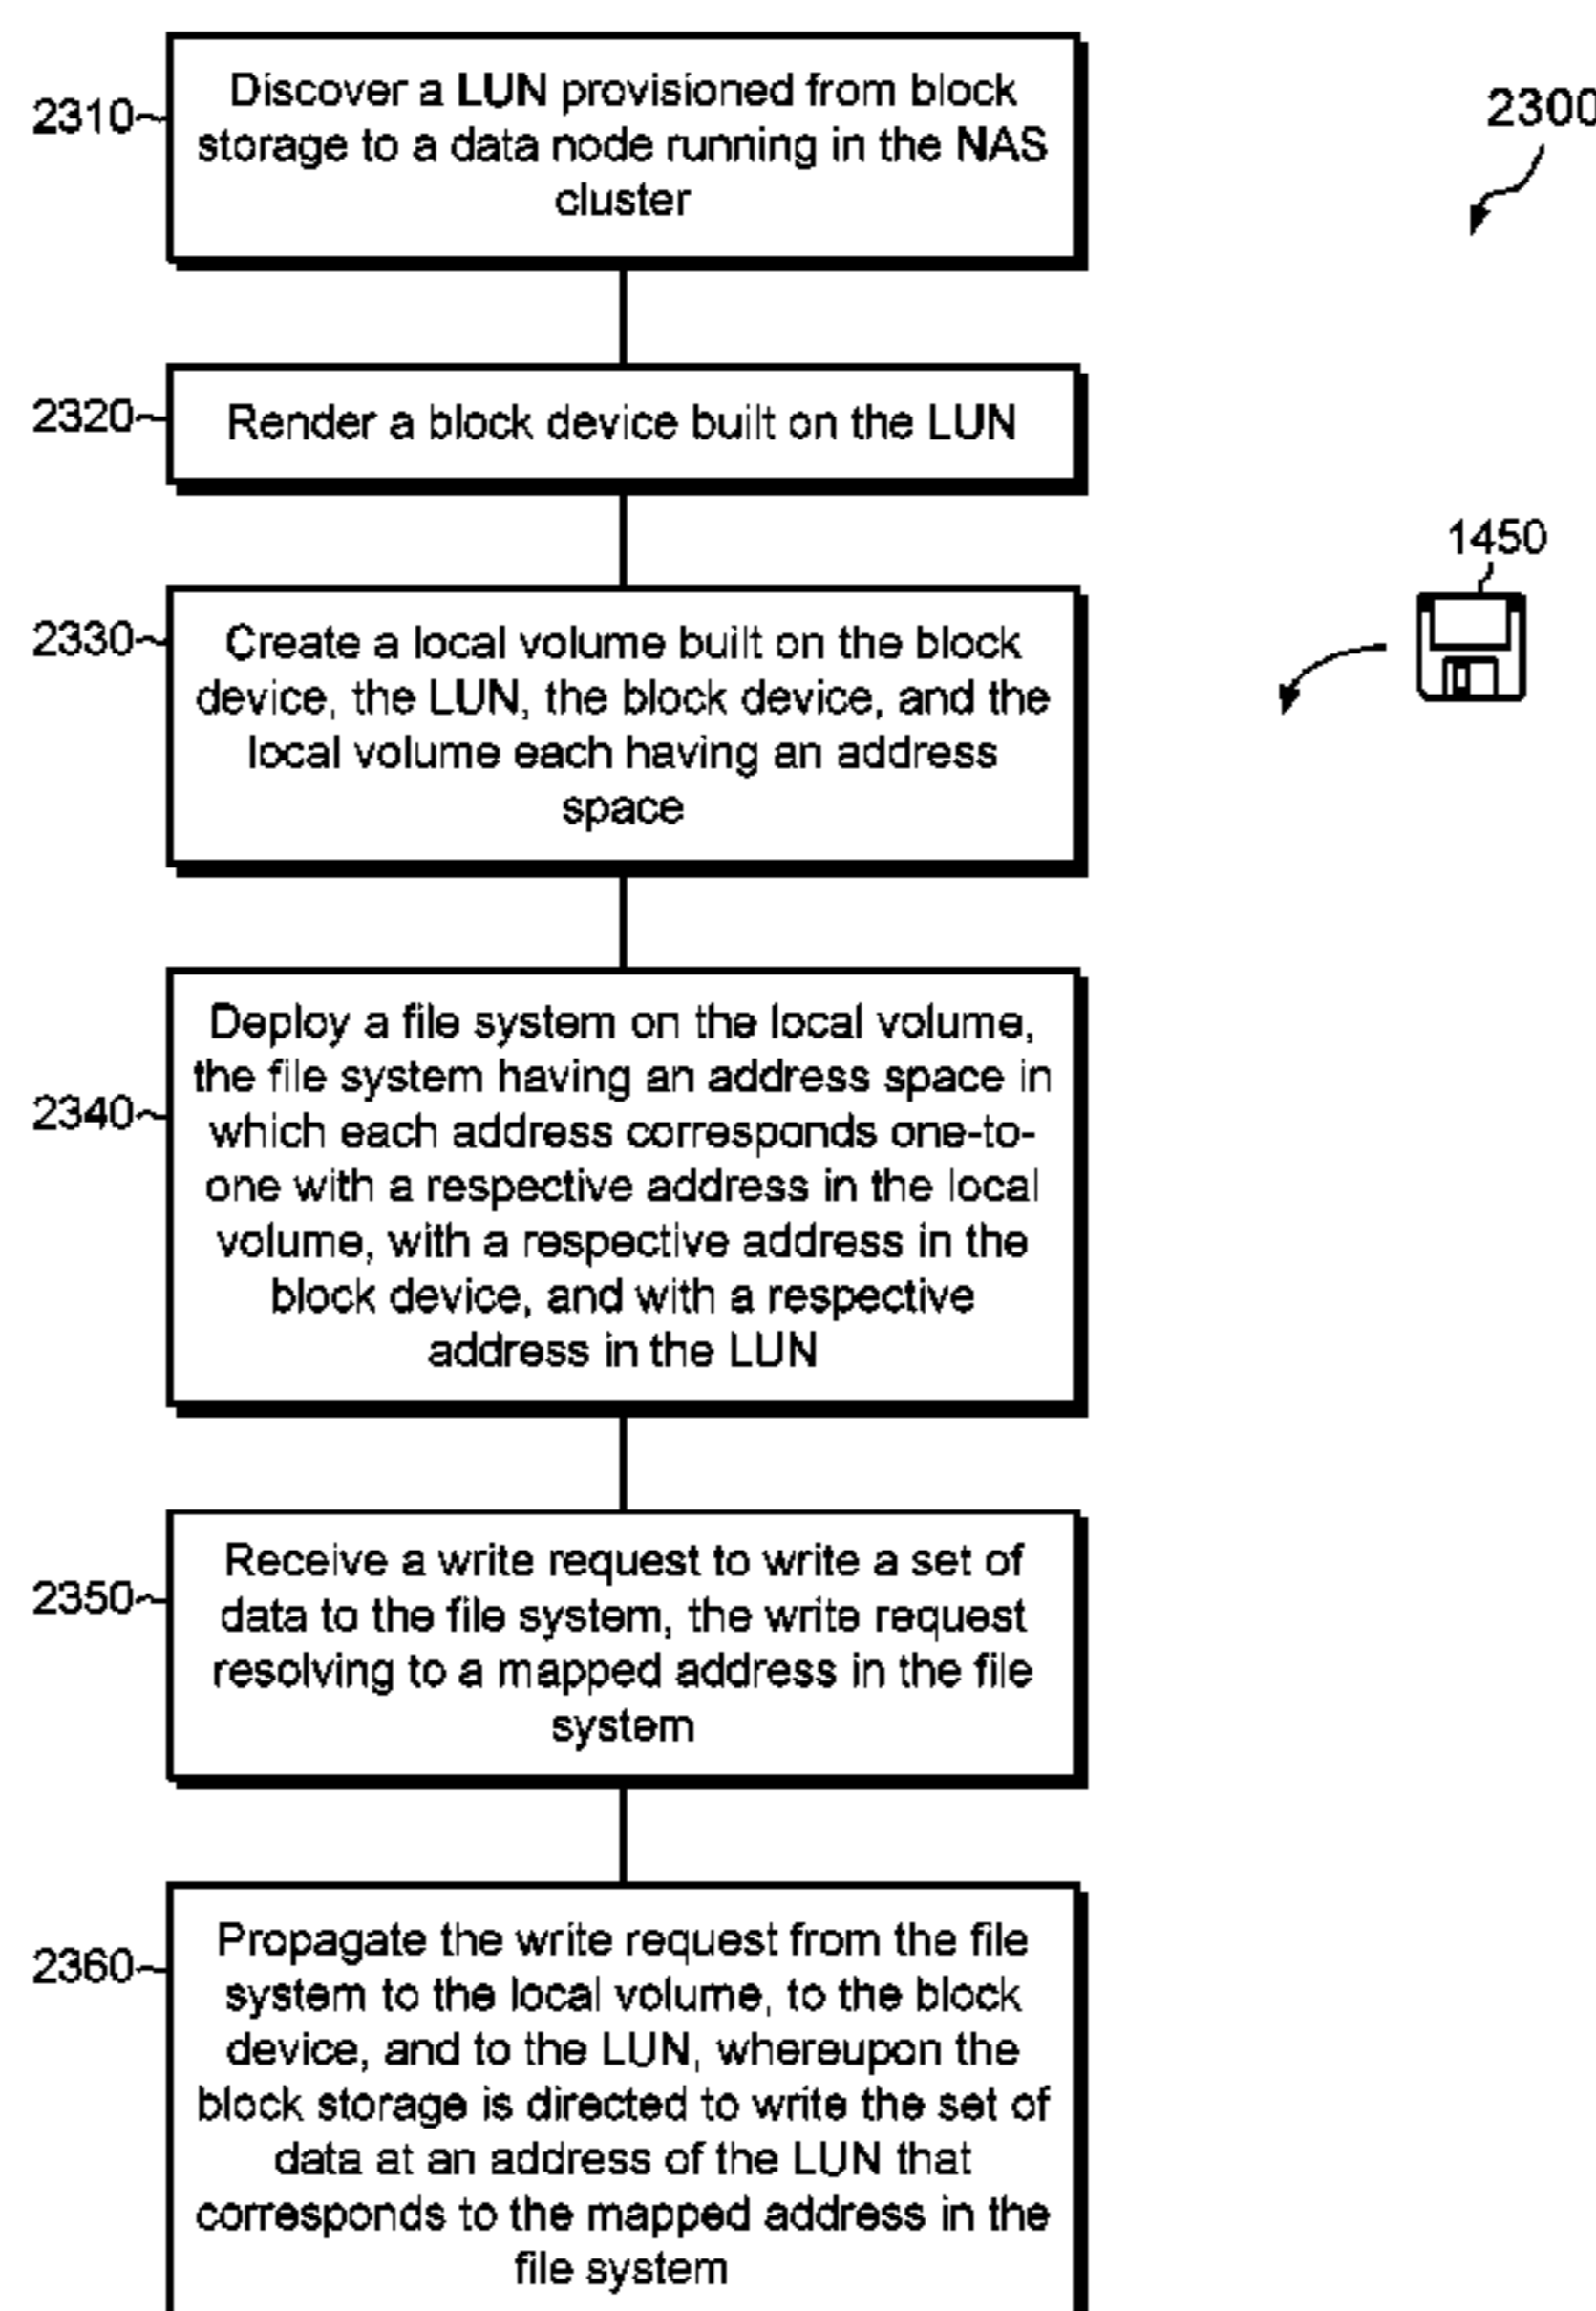 2310
Discover a LUN provisioned from block
storage to a data node running in the NAS
cluster
2300
2320
Render a block device built on the LUN
1450
2330
Create a local volume built on the block
device, the LUN, the block device, and the
local volume each having an address
space
2340
Deploy a file system on the local volume,
the file system having an address space in
which each address corresponds one-to-
one with a respective address in the local
volume, with a respective address in the
block device, and with a respective
address in the LUN
2350
Receive a write request to write a set of
data to the file system, the write request
resolving to a mapped address in the file
system
2360
Propagate the write request from the file
system to the local volume, to the block
device, and to the LUN, whereupon the
block storage is directed to write the set of
data at an address of the LUN that
corresponds to the mapped address in the
file system